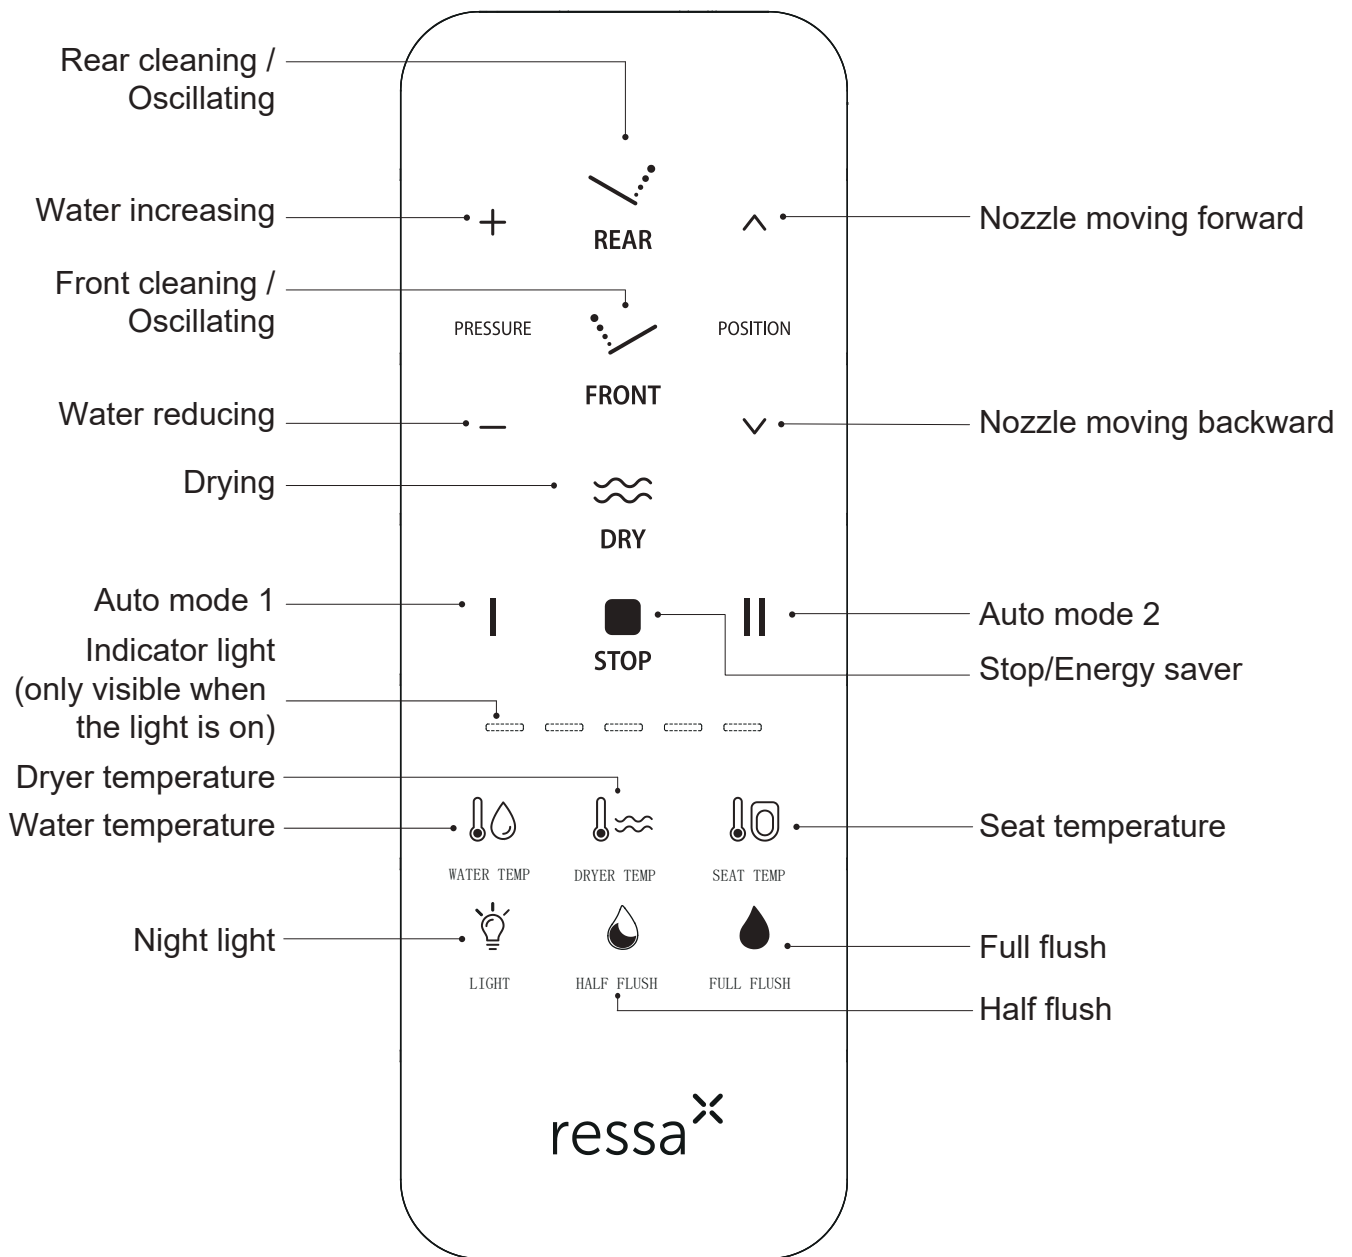 Rear cleaning /
Oscillating
Water increasing
REAR
Nozzle moving forward
Front cleaning /
Oscillating
PRESSURE
POSITION
FRONT
Water reducing
Nozzle moving backward
Drying
DRY
Auto mode 1
Auto mode 2
STOP
Stop/Energy saver
Indicator light
(only visible when
the light is on)
Dryer temperature
Water temperature
Seat temperature
WATER TEMP
DRYER TEMP
SEAT TEMP
Night light
Full flush
LIGHT
HALF FLUSH
FULL FLUSH
Half flush
ressa